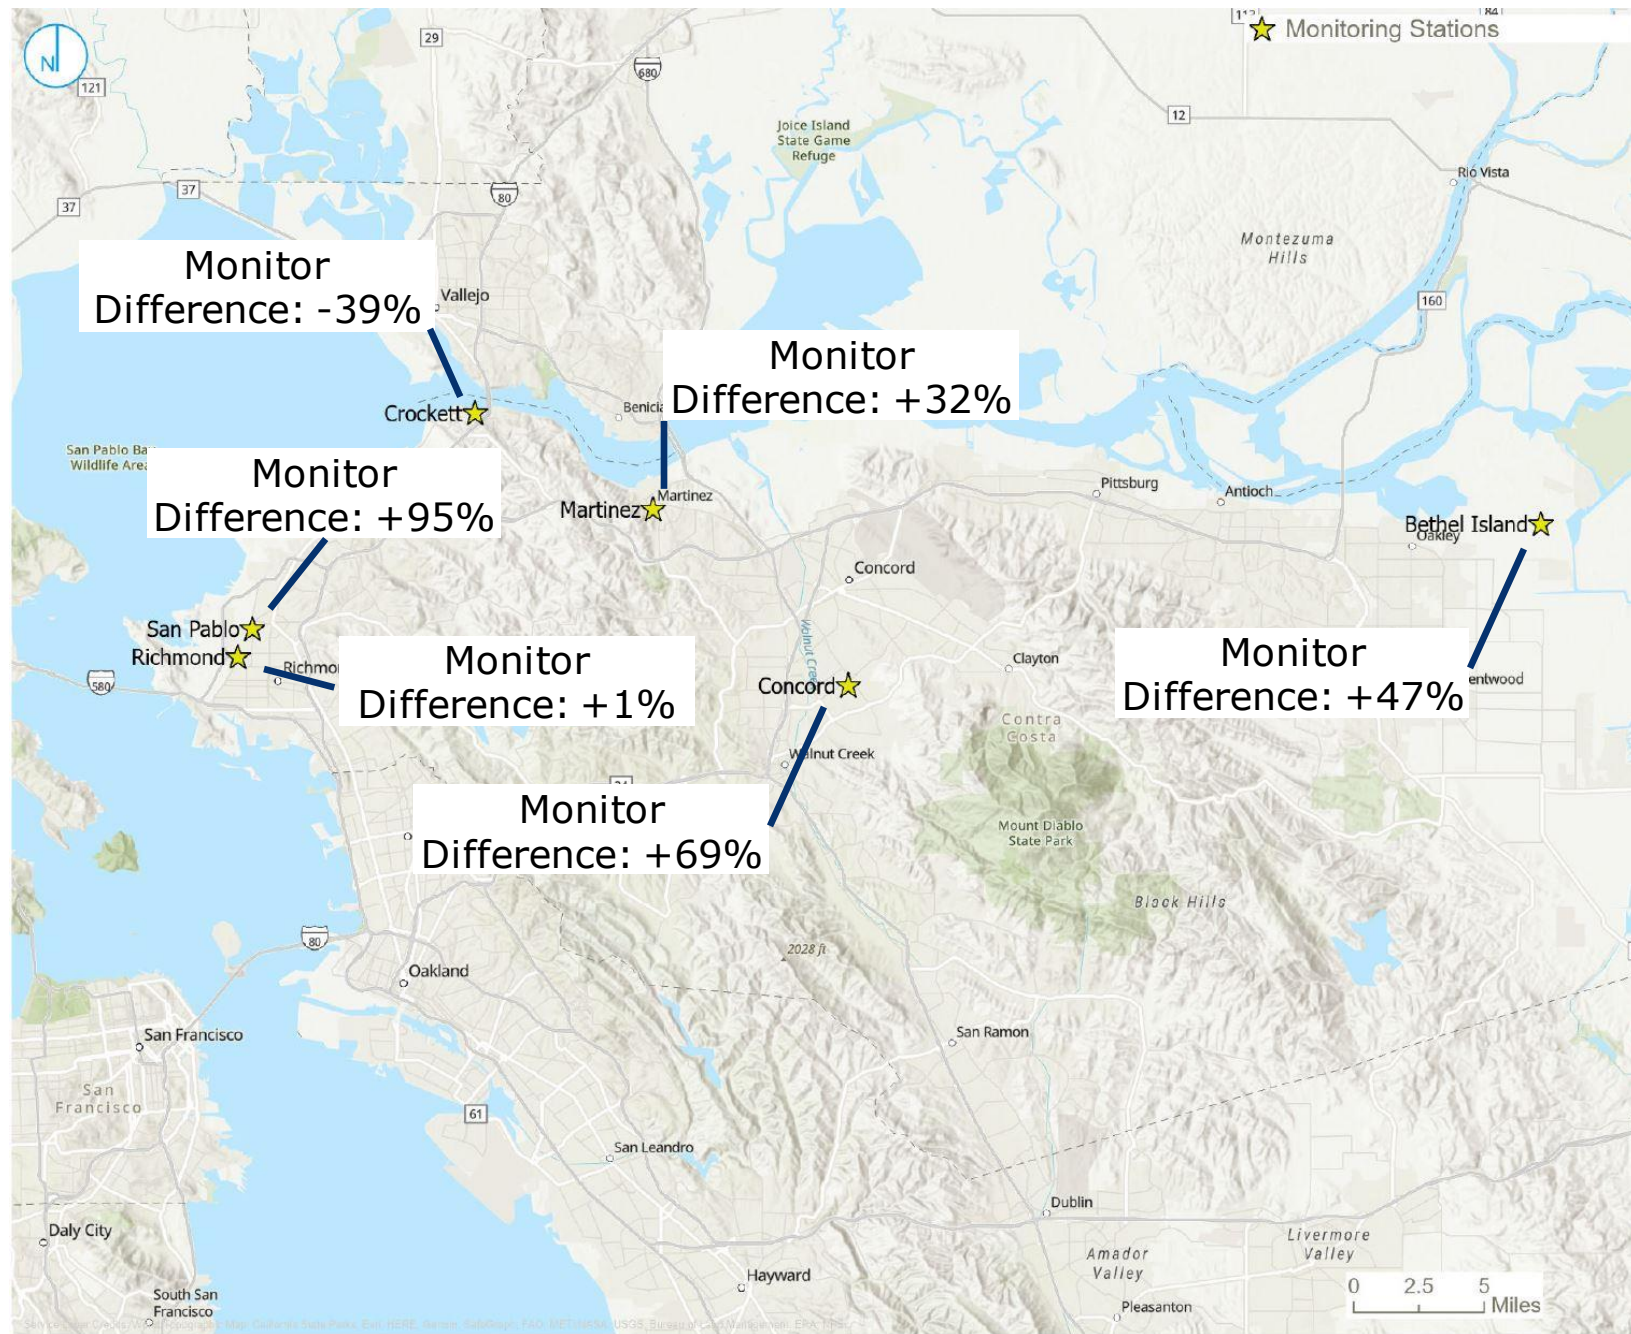 Monitoring Stations
N
29
680
121
112
84
12
Joice Island
State Game
Refuge
Rio Vista
37
37
80
Montezuma
Hills
160
Monitor
Difference: -39%
Vallejo
Monitor
Difference: +32%
Crockett
Benicia
San Pablo Bay
Wildlife Area
Monitor
Difference: +95%
Martinez
Martinez
Pittsburg
Antioch
Bethel Island
Oakley
Concord
San Pablo
Richmond
Richmo
Monitor
Difference: +1%
580
Walnut Creek
Concord
Clayton
Monitor
Difference: +47%
entwood
Contra
Costa
Walnut Creek
24
Monitor
Difference: +69%
Mount Diablo
State Park
Black Hills
80
2028 ft
Oakland
San Francisco
San
Francisco
San Ramon
61
San Leandro
Dublin
Daly City
Livermore
Valley
Amador
Valley
Hayward
South San
Francisco
Pleasanton
0 2.5 5
Miles